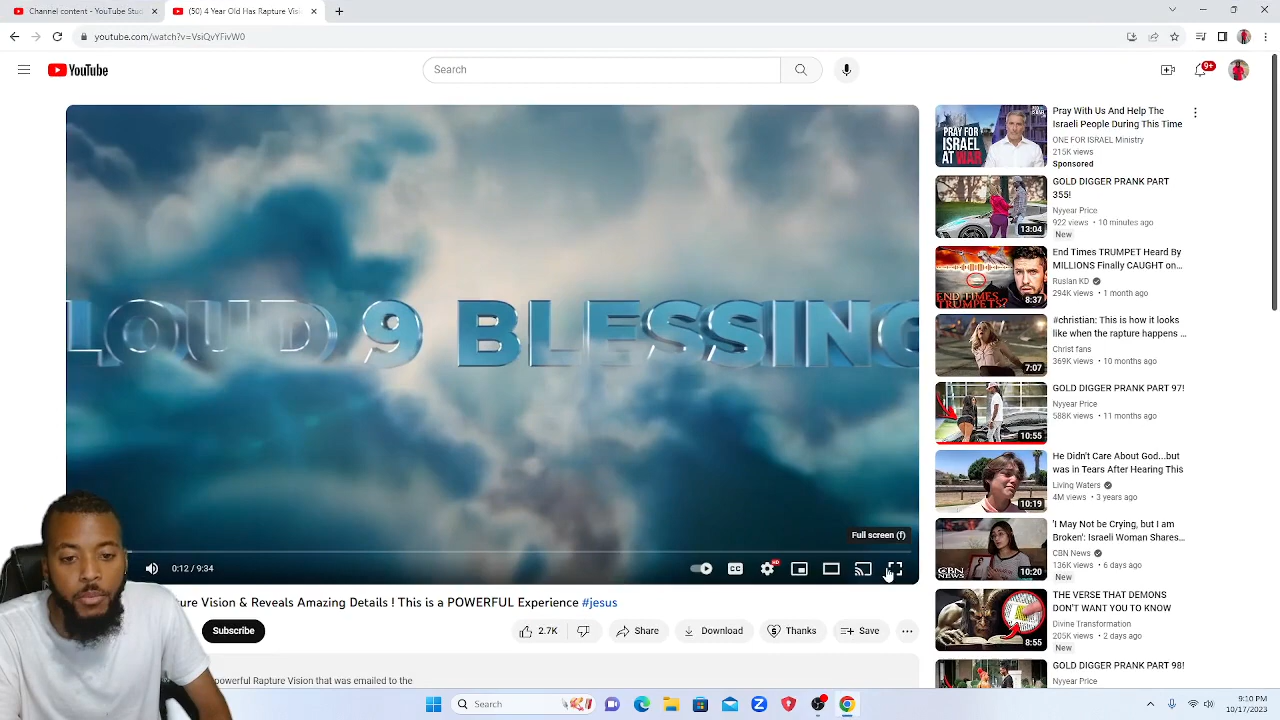 Channel content - YouTube Stud
(50) 4 Year Old Has Rapture Visi
youtube.com/watch?v=VsiQvYFivW0
YouTube
Search
9+
LOUD 9 BLESSING
Full screen (f)
0:12 / 9:34
HD
ture Vision & Reveals Amazing Details ! This is a POWERFUL Experience #jesus
Subscribe
2.7K
Share
Download
Thanks
Save
powerful Rapture Vision that was emailed to the
PRAY FOR
ISRAEL
AT WAR
Pray With Us And Help The
Israeli People During This Time
ONE FOR ISRAEL Ministry
215K views
Sponsored
13:04
GOLD DIGGER PRANK PART
355!
Nyyear Price
922 views • 10 minutes ago
New
END TIMES
TRUMPETS?
8:37
End Times TRUMPET Heard By
MILLIONS Finally CAUGHT on...
Ruslan KD
294K views • 1 month ago
7:07
#christian: This is how it looks
like when the rapture happens ...
Christ fans
369K views • 10 months ago
10:55
GOLD DIGGER PRANK PART 97!
Nyyear Price
588K views • 11 months ago
10:19
He Didn't Care About God...but
was in Tears After Hearing This
Living Waters
4M views • 3 years ago
CBN NEWS
10:20
'I May Not be Crying, but I am
Broken': Israeli Woman Shares...
CBN News
136K views • 6 days ago
New
8:55
THE VERSE THAT DEMONS
DON'T WANT YOU TO KNOW
Divine Transformation
205K views • 2 days ago
New
GOLD DIGGER PRANK PART 98!
Nyyear Price
Search
9:10 PM
10/17/2023